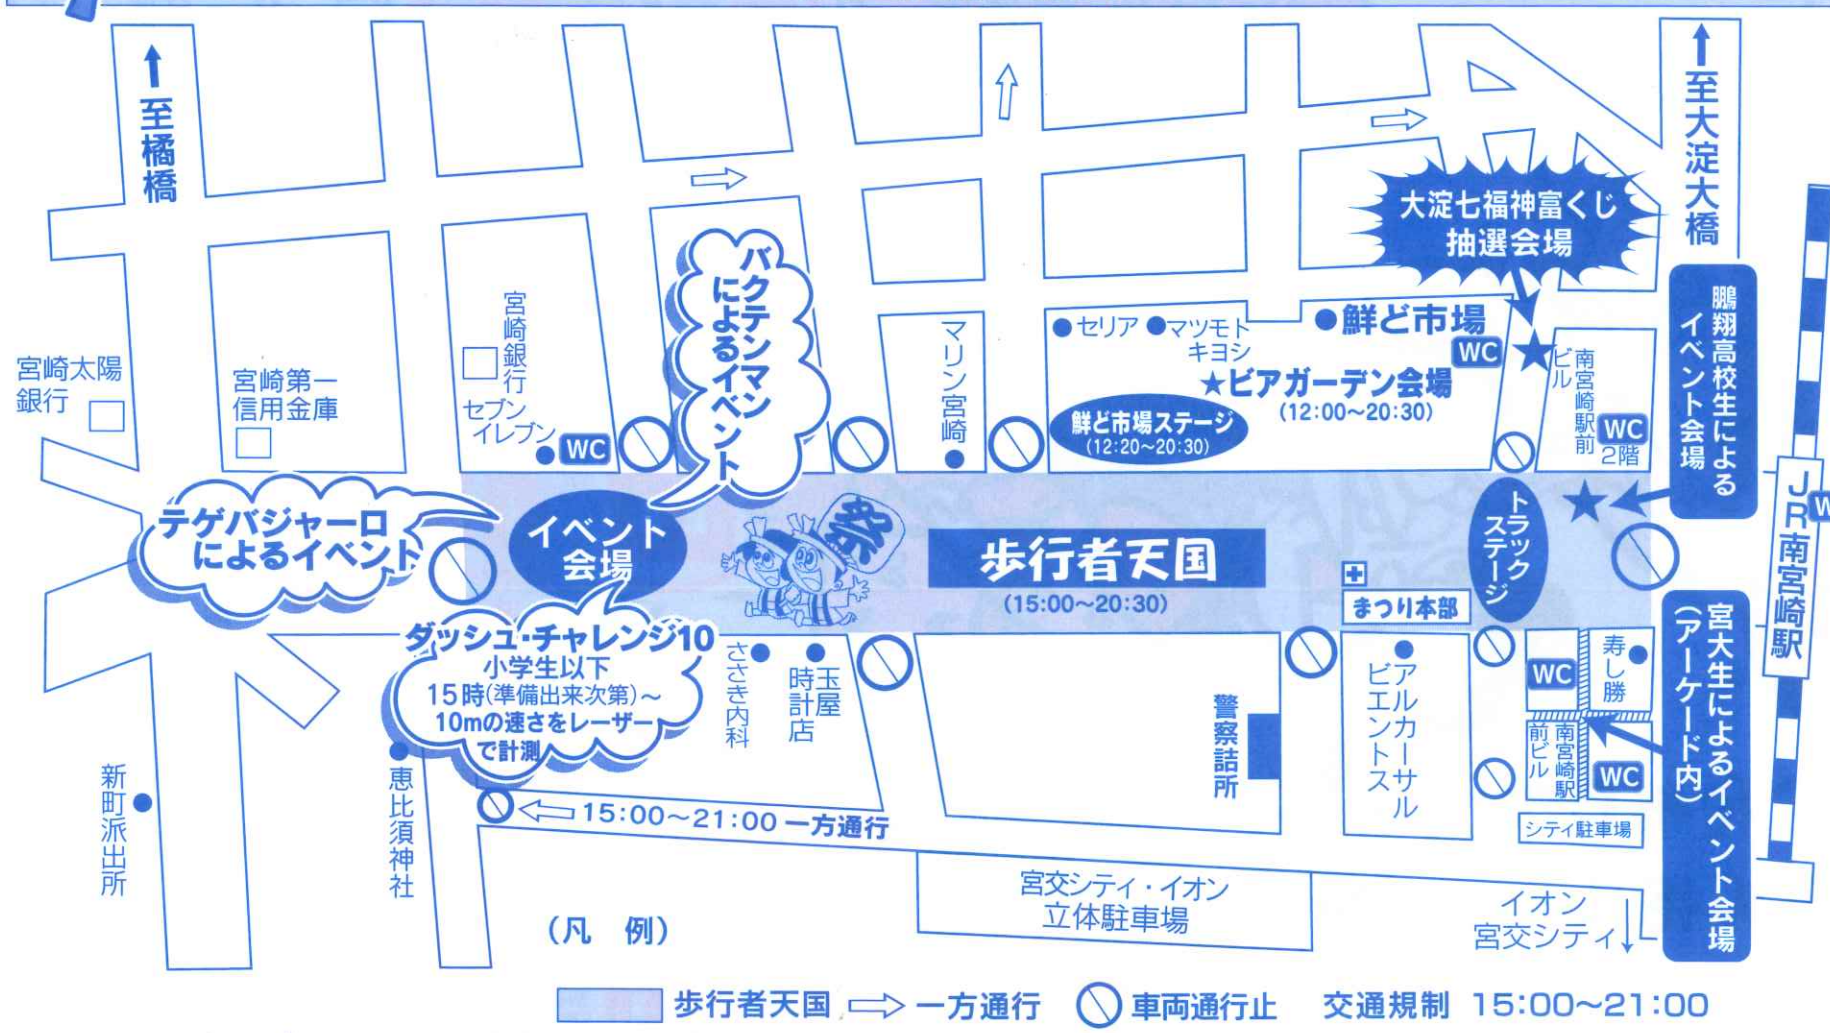 至橘橋
至大淀大橋
大淀七福神富くじ
抽選会場
鵬翔高校生による
イベント会場
バクテンマン
によるイベント
宮崎太陽
銀行
宮崎第一
信用金庫
宮崎銀行
セブン
イレブン
WC
マリン宮崎
セリア
マツモト
キヨシ
鮮ど市場
WC
★ビアガーデン会場
(12:00〜20:30)
鮮ど市場ステージ
(12:20〜20:30)
南宮崎駅前
ビル
WC
2階
JR南宮崎駅
テゲバジャーロ
によるイベント
イベント
会場
祭
歩行者天国
(15:00〜20:30)
トラック
ステージ
まつり本部
ダッシュ・チャレンジ10
小学生以下
15時(準備出来次第)〜
10mの速さをレーザー
で計測
ささき内科
玉屋
時計店
警察詰所
アルカーサル
ビエントス
WC
寿し勝
南宮崎駅
前ビル
WC
シティ駐車場
宮大生によるイベント会場
(アーケード内)
新町派出所
恵比須神社
15:00〜21:00 一方通行
宮交シティ・イオン
立体駐車場
イオン
宮交シティ
(凡 例)
歩行者天国 一方通行 車両通行止 交通規制 15:00〜21:00